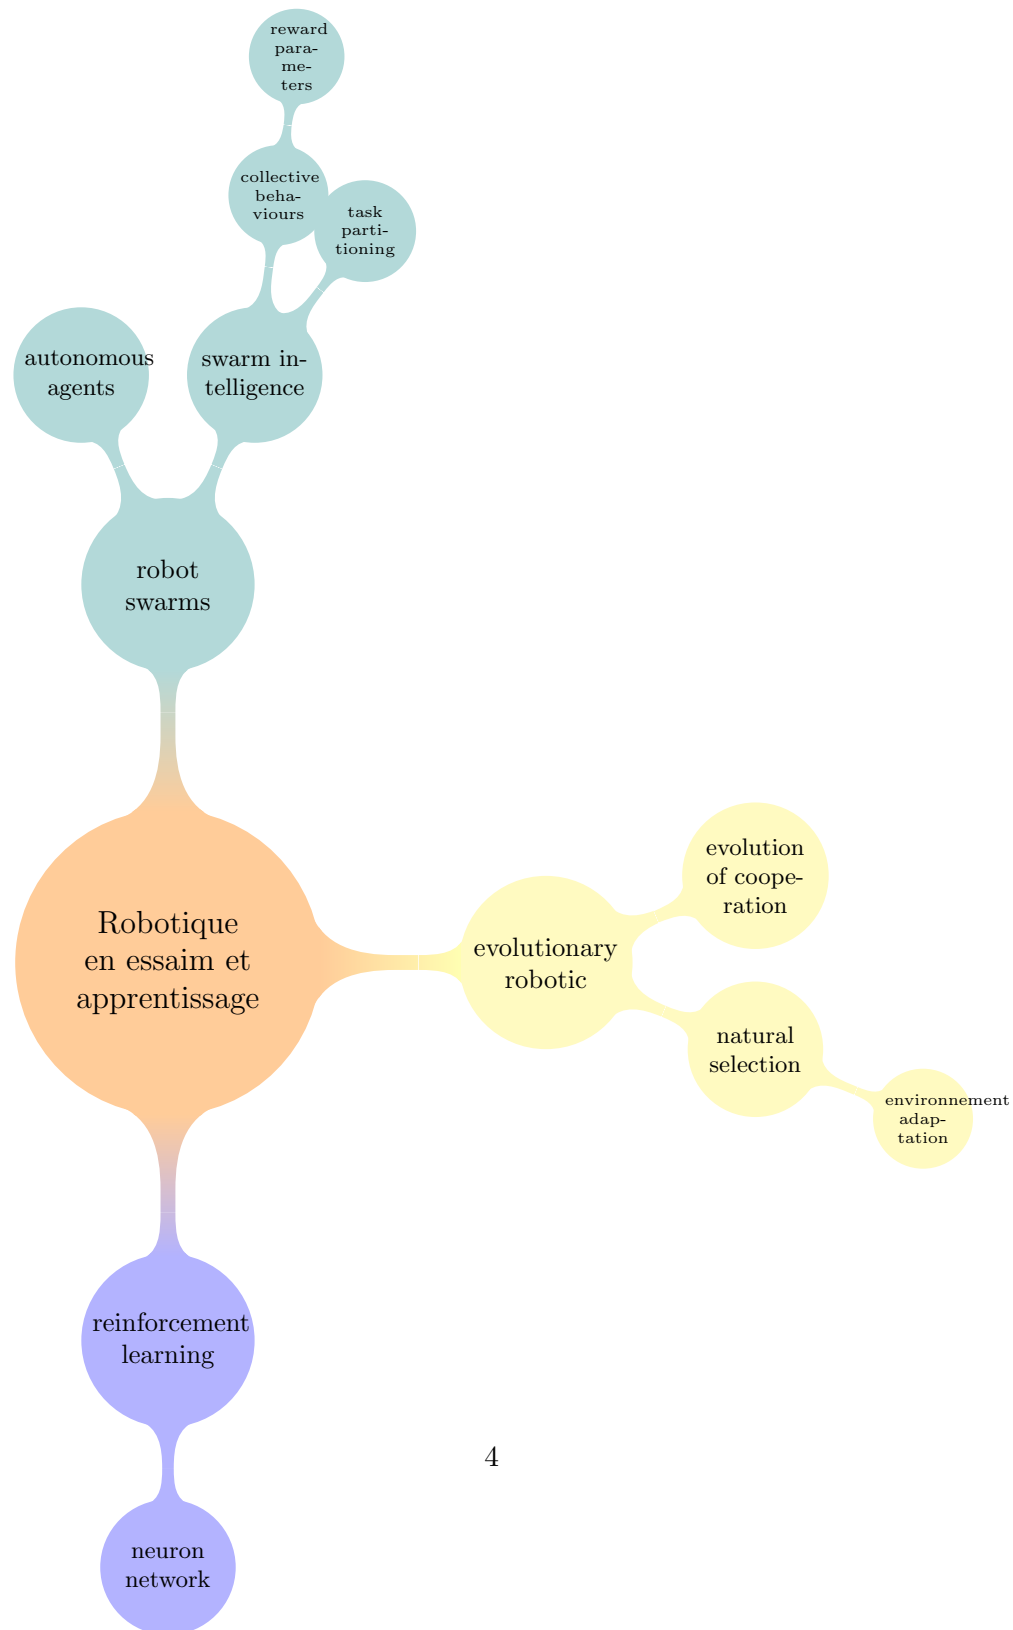 reward
para-
me-
ters
collective
beha-
viours
task
parti-
tioning
autonomous
agents
swarm in-
telligence
robot
swarms
Robotique
en essaim et
apprentissage
evolutionary
robotic
evolution
of coope-
ration
natural
selection
environnement
adap-
tation
reinforcement
learning
4
neuron
network